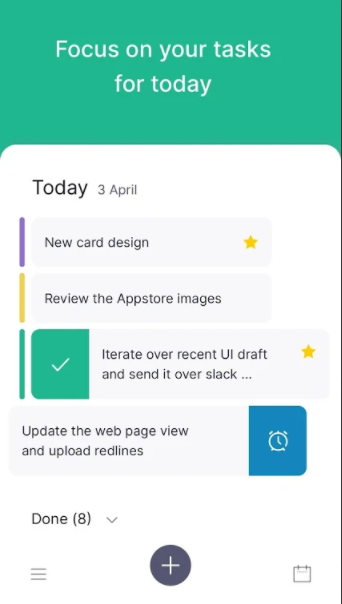 Focus on your tasks
for today
Today 3 April
New card design
Review the Appstore images
Iterate over recent UI draft
and send it over slack ...
Update the web page view
and upload redlines
Done (8)